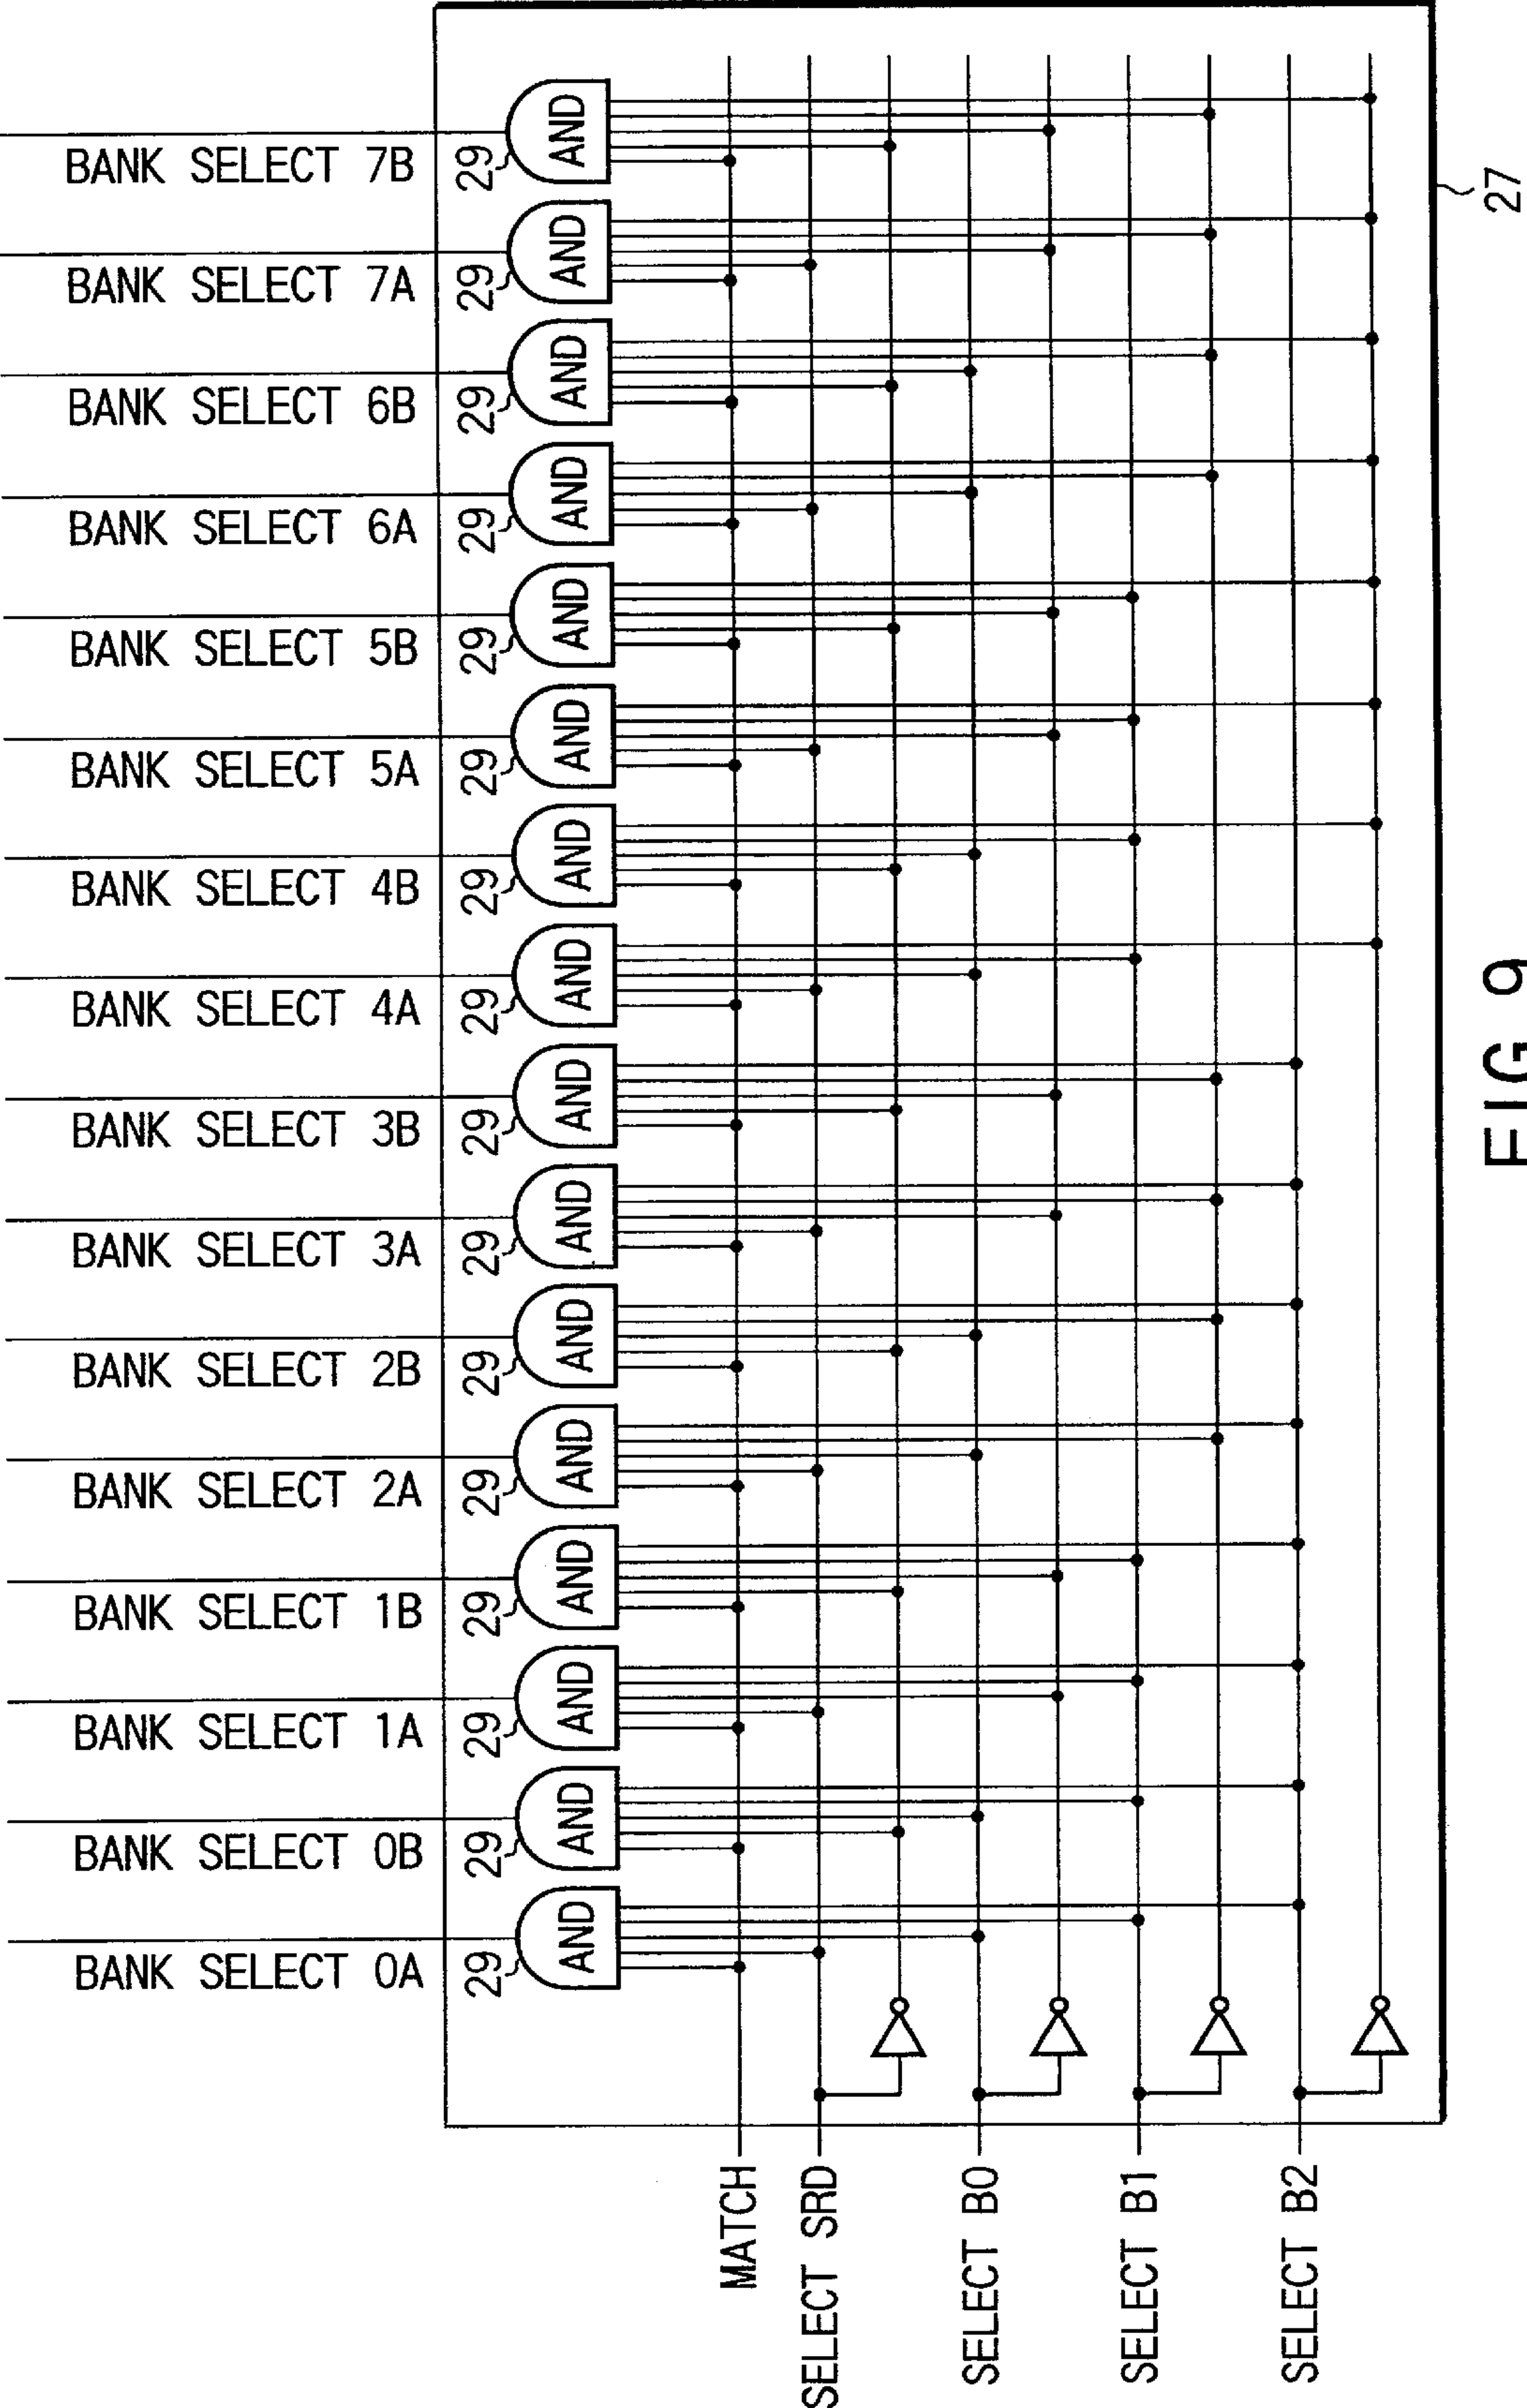 BANK SELECT 7B
29
AND
BANK SELECT 7A
29
AND
BANK SELECT 6B
29
AND
BANK SELECT 6A
29
AND
BANK SELECT 5B
29
AND
BANK SELECT 5A
29
AND
BANK SELECT 4B
29
AND
BANK SELECT 4A
29
AND
BANK SELECT 3B
29
AND
BANK SELECT 3A
29
AND
BANK SELECT 2B
29
AND
BANK SELECT 2A
29
AND
BANK SELECT 1B
29
AND
BANK SELECT 1A
29
AND
BANK SELECT 0B
29
AND
BANK SELECT 0A
29
AND
MATCH
SELECT SRD
SELECT B0
SELECT B1
SELECT B2
27
FIG 9